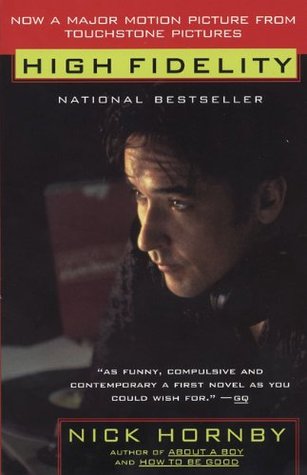 NOW A MAJOR MOTION PICTURE FROM
TOUCHSTONE PICTURES
HIGH FIDELITY
NATIONAL BESTSELLER
"AS FUNNY, COMPULSIVE AND
CONTEMPORARY A FIRST NOVEL AS YOU
COULD WISH FOR." —GQ
NICK HORNBY
AUTHOR OF ABOUT A BOY
AND HOW TO BE GOOD